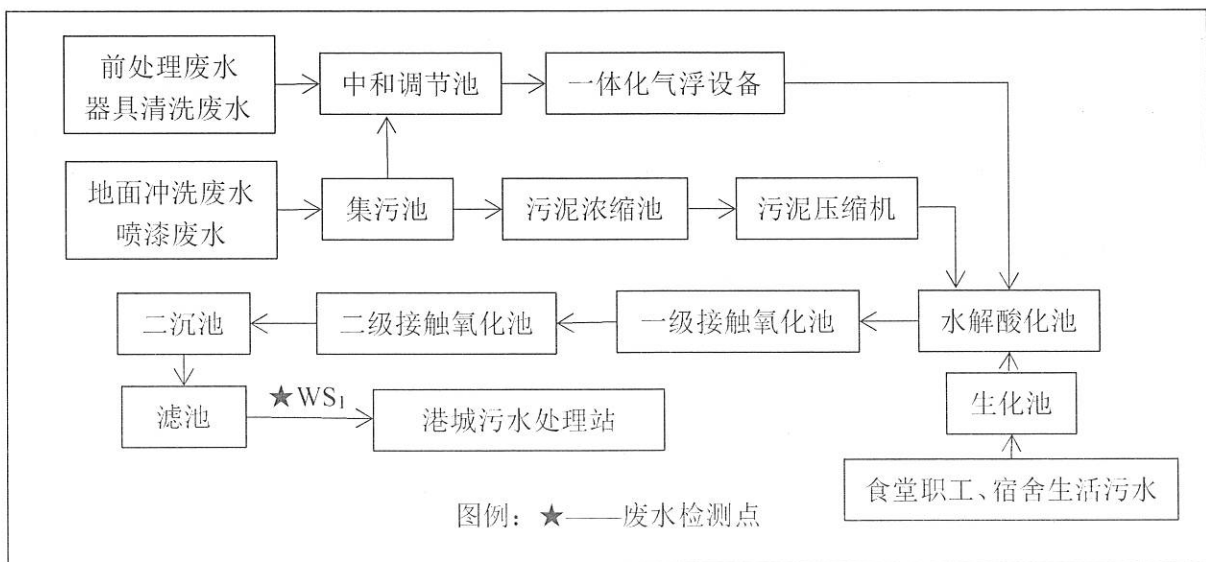 前处理废水
器具清洗废水
中和调节池
一体化气浮设备
地面冲洗废水
喷漆废水
集污池
污泥浓缩池
污泥压缩机
二沉池
二级接触氧化池
一级接触氧化池
水解酸化池
滤池
★WS₁
港城污水处理站
生化池
食堂职工、宿舍生活污水
图例：★——废水检测点